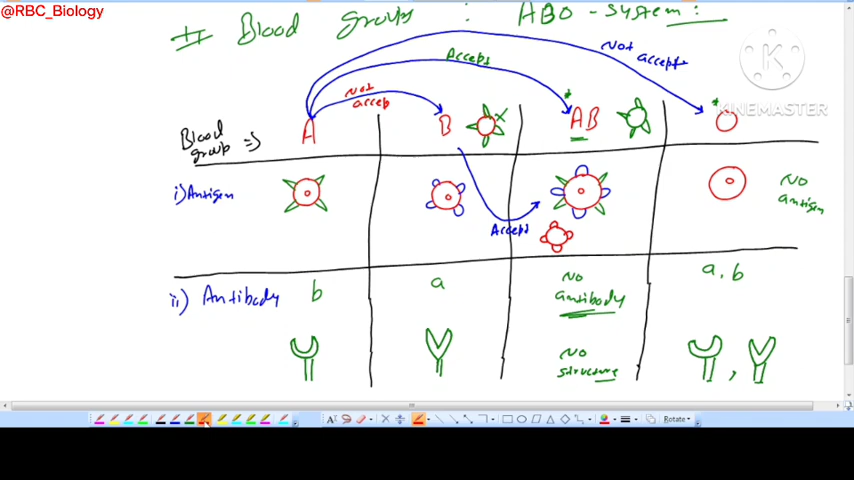 @RBC_Biology
# Blood groups : ABO - System :
Not accept
Accept
Not accept
KINEMASTER
Blood group ⇒ A B AB O
i) Antigen
Accept
NO antigen
ii) Antibody b a NO antibody a, b
NO structure
,
Rotate